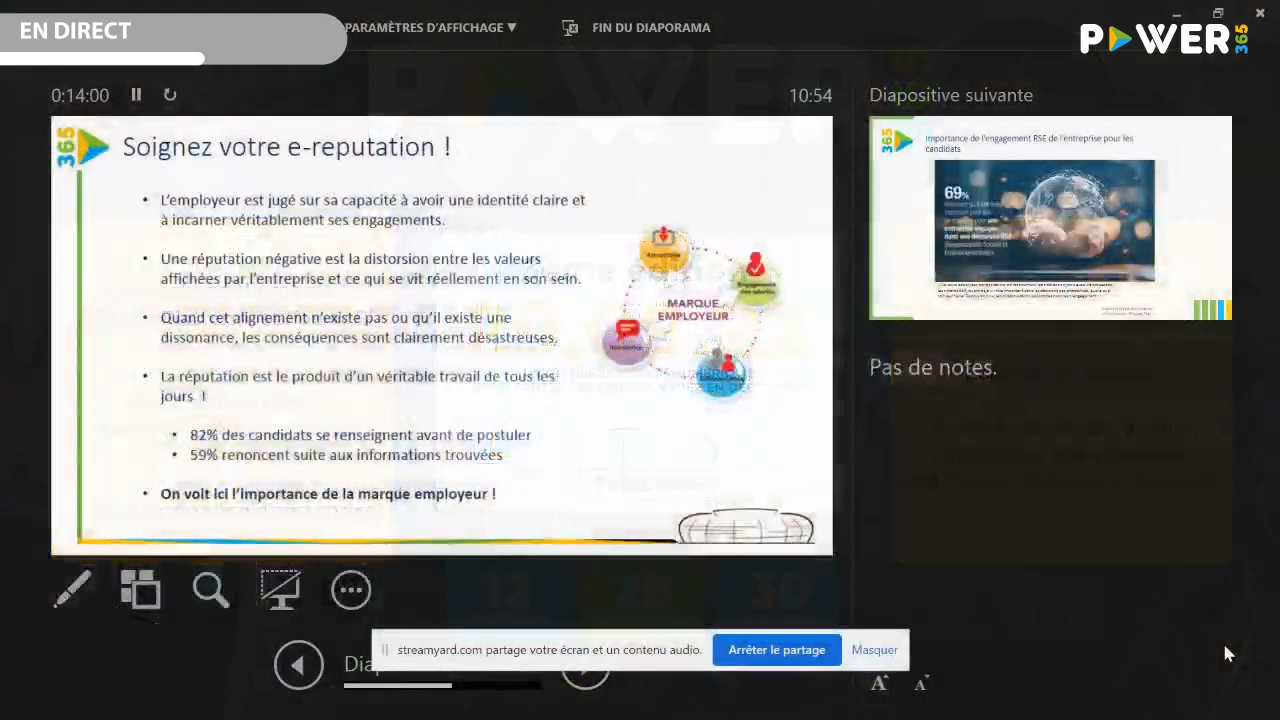 EN DIRECT
PARAMÈTRES D'AFFICHAGE ▼
FIN DU DIAPORAMA
POWER 365
0:14:00
10:54
Diapositive suivante
365
Soignez votre e-reputation !
• L'employeur est jugé sur sa capacité à avoir une identité claire et
à incarner véritablement ses engagements.
• Une réputation négative est la distorsion entre les valeurs
affichées par l'entreprise et ce qui se vit réellement en son sein.
• Quand cet alignement n'existe pas ou qu'il existe une
dissonance, les conséquences sont clairement désastreuses.
• La réputation est le produit d'un véritable travail de tous les
jours !
• 82% des candidats se renseignent avant de postuler
• 59% renoncent suite aux informations trouvées
• On voit ici l'importance de la marque employeur !
MARQUE
EMPLOYEUR
365
Importance de l'engagement RSE de l'entreprise pour les
candidats
69%
Pas de notes.
streamyard.com partage votre écran et un contenu audio.
Arrêter le partage
Masquer